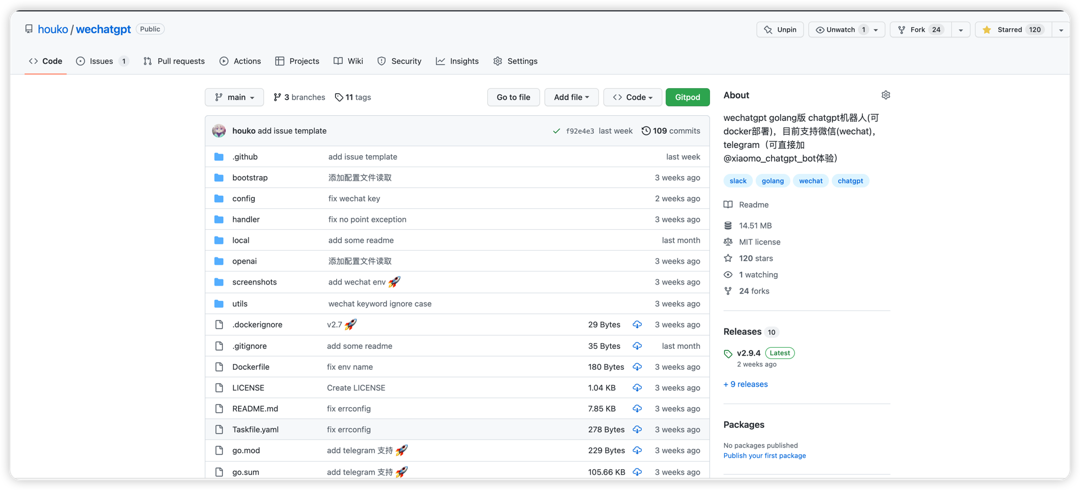 houko / wechatgpt Public
Unpin Unwatch 1 Fork 24 Starred 120
Code Issues 1 Pull requests Actions Projects Wiki Security Insights Settings
main 3 branches 11 tags Go to file Add file Code Gitpod
houko add issue template f92e4e3 last week 109 commits
.github add issue template last week
bootstrap 添加配置文件读取 3 weeks ago
config fix wechat key 2 weeks ago
handler fix no point exception 3 weeks ago
local add some readme last month
openai 添加配置文件读取 3 weeks ago
screenshots add wechat env 🚀 3 weeks ago
utils wechat keyword ignore case 3 weeks ago
.dockerignore v2.7 🚀 29 Bytes 3 weeks ago
.gitignore add some readme 35 Bytes last month
Dockerfile fix env name 180 Bytes 3 weeks ago
LICENSE Create LICENSE 1.04 KB 3 weeks ago
README.md fix errconfig 7.85 KB 3 weeks ago
Taskfile.yaml fix errconfig 278 Bytes 3 weeks ago
go.mod add telegram 支持 🚀 229 Bytes 3 weeks ago
go.sum add telegram 支持 🚀 105.66 KB 3 weeks ago
About
wechatgpt golang版 chatgpt机器人(可
docker部署)，目前支持微信(wechat)，
telegram（可直接加
@xiaomo_chatgpt_bot体验）
slack golang wechat chatgpt
Readme
14.51 MB
MIT license
120 stars
1 watching
24 forks
Releases 10
v2.9.4 Latest
2 weeks ago
+ 9 releases
Packages
No packages published
Publish your first package